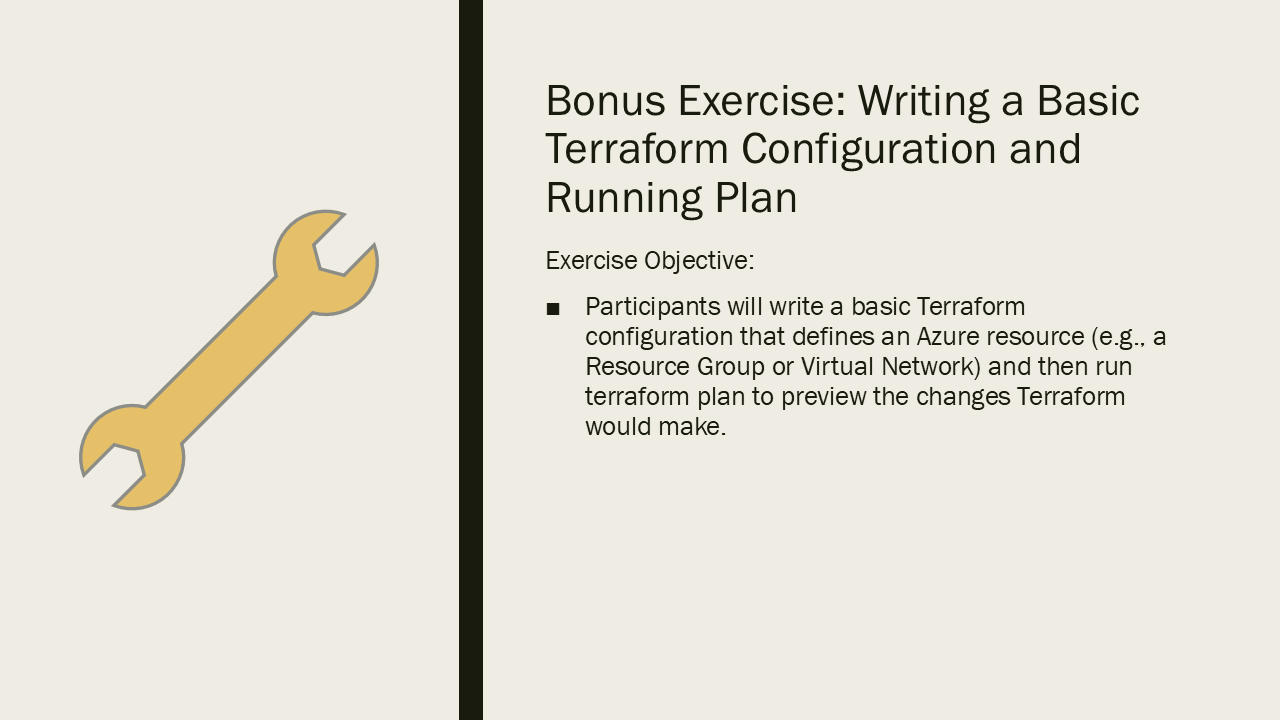 Bonus Exercise: Writing a Basic
Terraform Configuration and
Running Plan
Exercise Objective:
■ Participants will write a basic Terraform
configuration that defines an Azure resource (e.g., a
Resource Group or Virtual Network) and then run
terraform plan to preview the changes Terraform
would make.